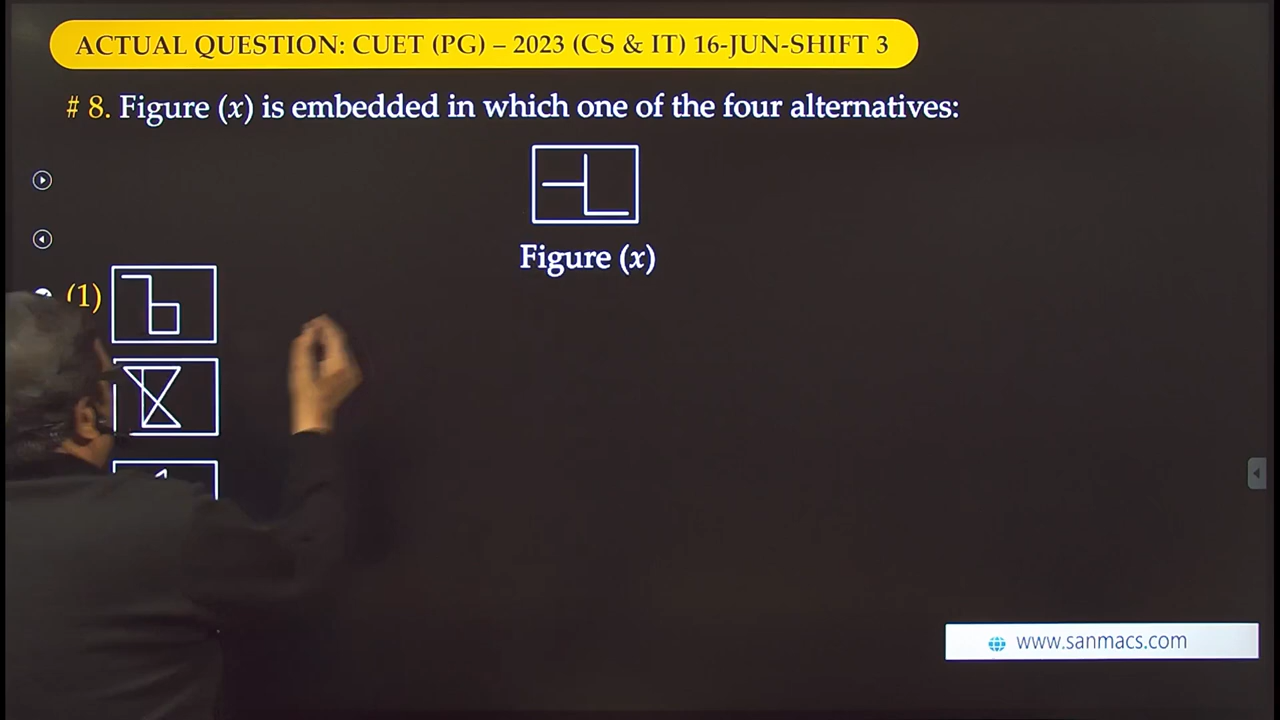 ACTUAL QUESTION: CUET (PG) – 2023 (CS & IT) 16-JUN-SHIFT 3
# 8. Figure (x) is embedded in which one of the four alternatives:
Figure (x)
(1)
www.sanmacs.com